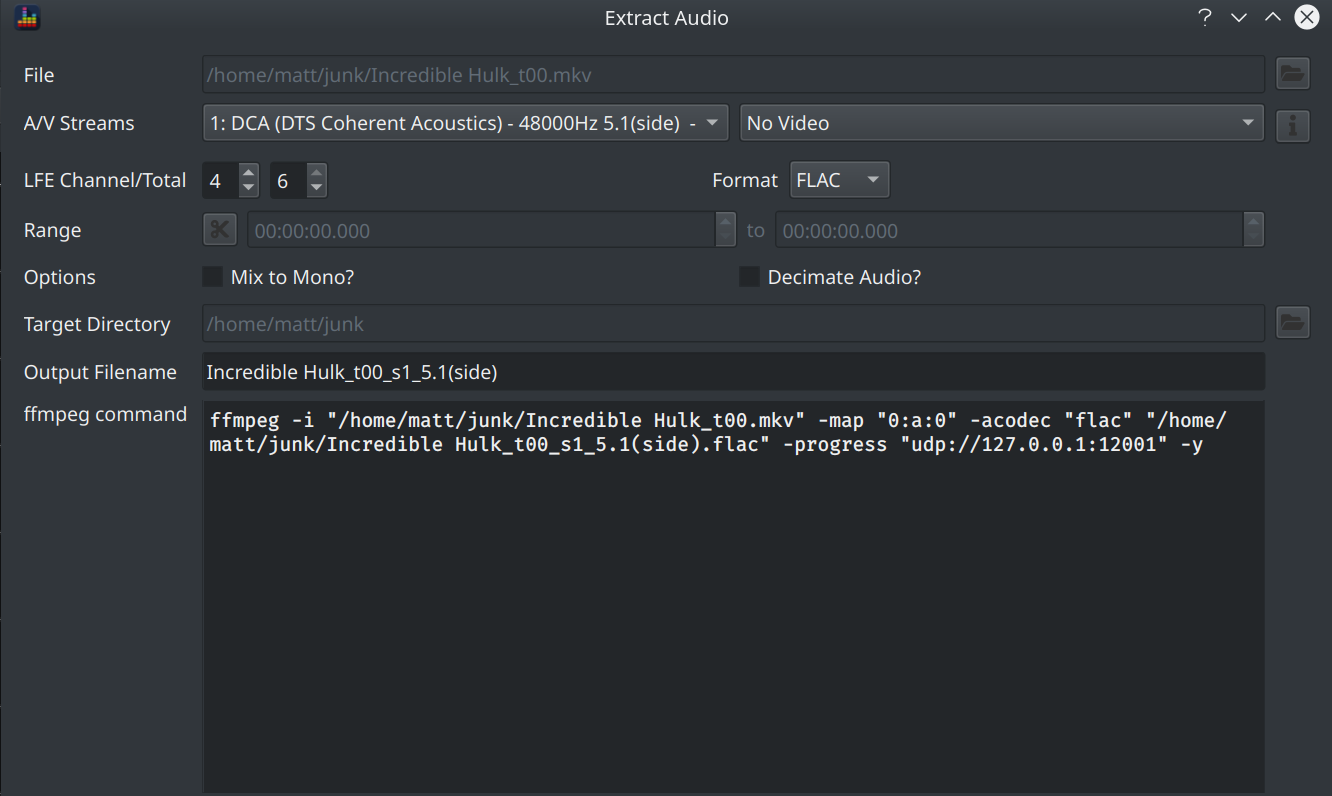 Extract Audio
File
/home/matt/junk/Incredible Hulk_t00.mkv
A/V Streams
1: DCA (DTS Coherent Acoustics) - 48000Hz 5.1(side) -
No Video
LFE Channel/Total
4
6
Format
FLAC
Range
00:00:00.000
to
00:00:00.000
Options
Mix to Mono?
Decimate Audio?
Target Directory
/home/matt/junk
Output Filename
Incredible Hulk_t00_s1_5.1(side)
ffmpeg command
ffmpeg -i "/home/matt/junk/Incredible Hulk_t00.mkv" -map "0:a:0" -acodec "flac" "/home/
matt/junk/Incredible Hulk_t00_s1_5.1(side).flac" -progress "udp://127.0.0.1:12001" -y